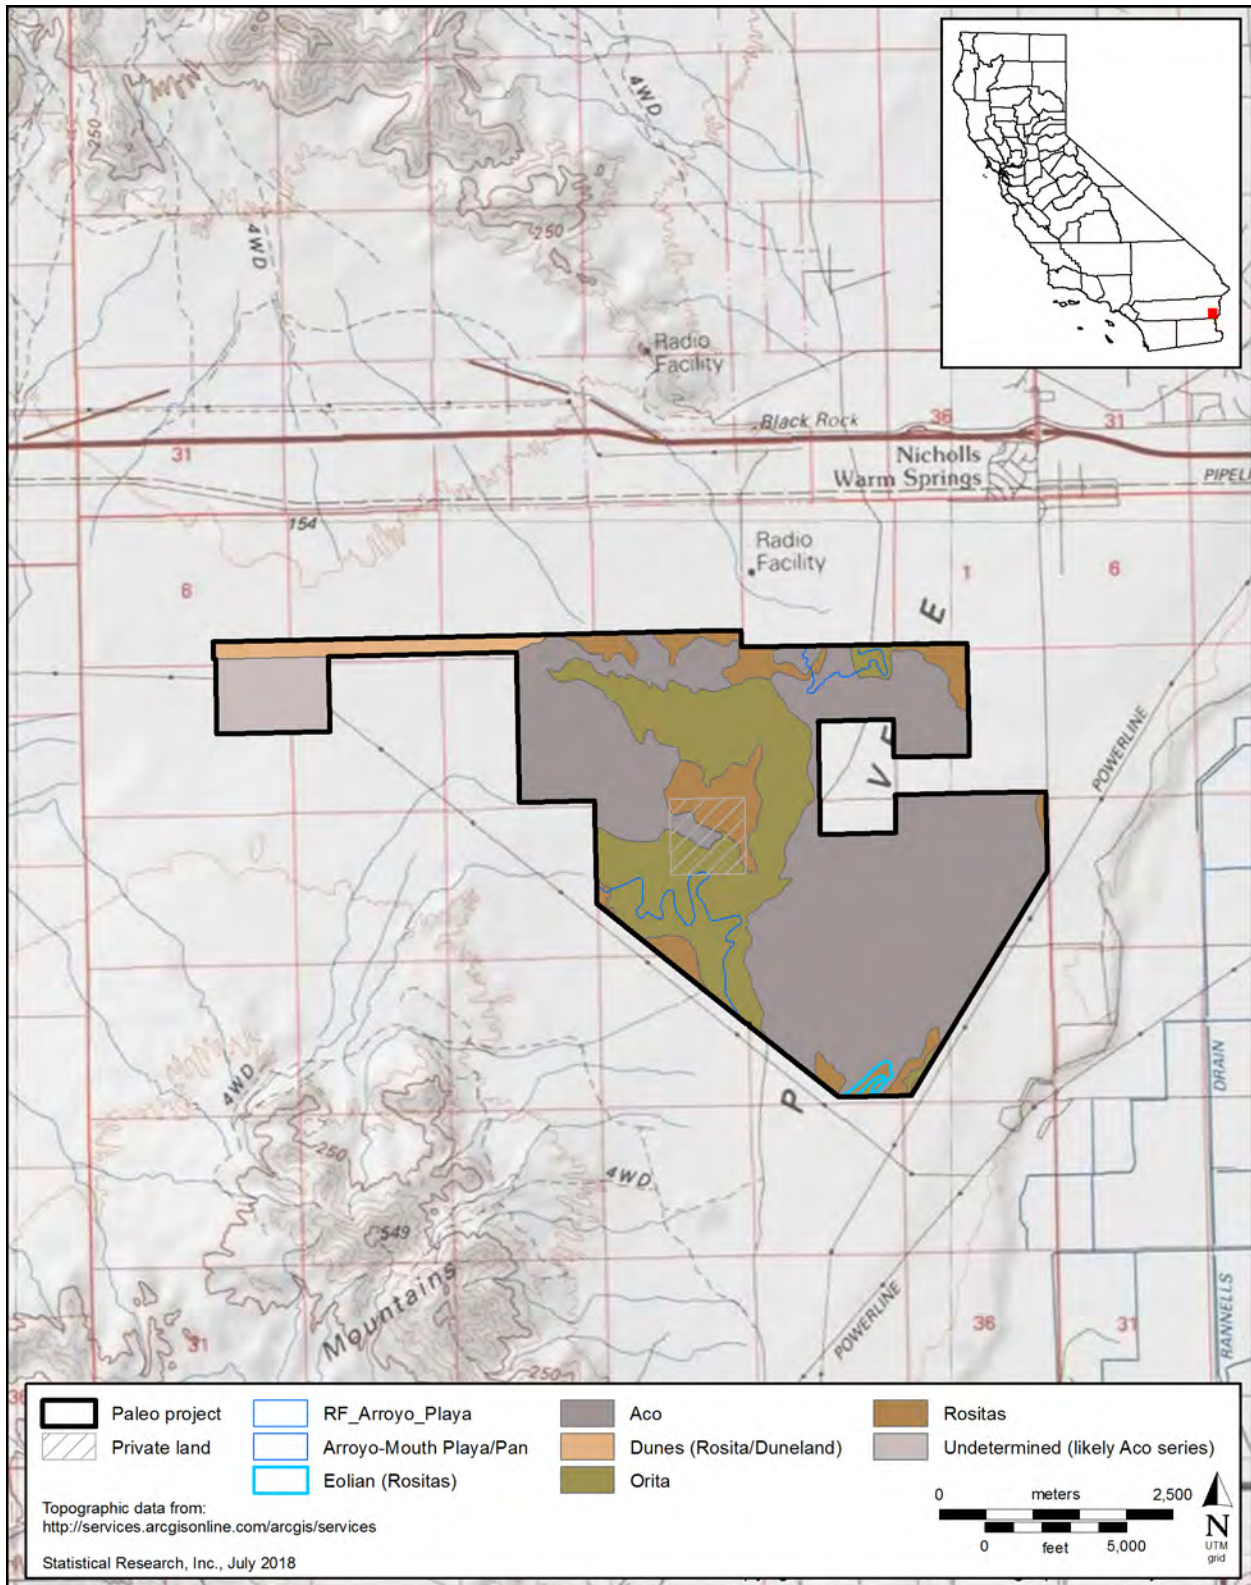 4WD
250
4WD
250
Radio
Facility
Black Rock
36
31
31
Nicholls
Warm Springs
154
Radio
Facility
6
1
6
E
V
POWERLINE
P
4WD
250
4WD
549
Mountains
DRAIN
POWERLINE
RANNELLS
36
31
31
250
Paleo project
Private land
RF_Arroyo_Playa
Arroyo-Mouth Playa/Pan
Eolian (Rositas)
Aco
Dunes (Rosita/Duneland)
Orita
Rositas
Undetermined (likely Aco series)
Topographic data from:
http://services.arcgisonline.com/arcgis/services
Statistical Research, Inc., July 2018
0 meters 2,500
0 feet 5,000
N
UTM
grid